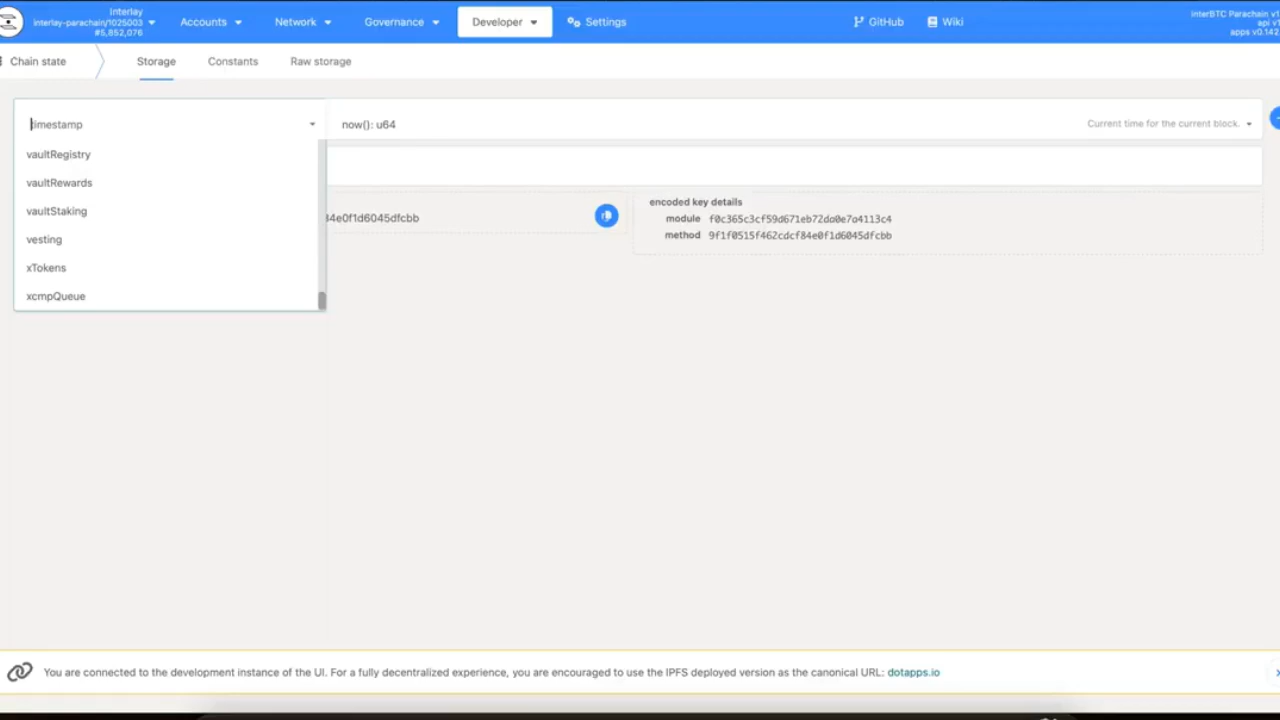 Interlay
interlay-parachain/1025003
#5,852,076
Accounts
Network
Governance
Developer
Settings
GitHub
Wiki
interBTC Parachain v1
api v1
apps v0.142.
Chain state
Storage
Constants
Raw storage
timestamp
now(): u64
Current time for the current block.
vaultRegistry
vaultRewards
vaultStaking
vesting
xTokens
xcmpQueue
84e0f1d6045dfcbb
encoded key details
module f0c365c3cf59d671eb72da0e7a4113c4
method 9f1f0515f462cdcf84e0f1d6045dfcbb
You are connected to the development instance of the UI. For a fully decentralized experience, you are encouraged to use the IPFS deployed version as the canonical URL: dotapps.io